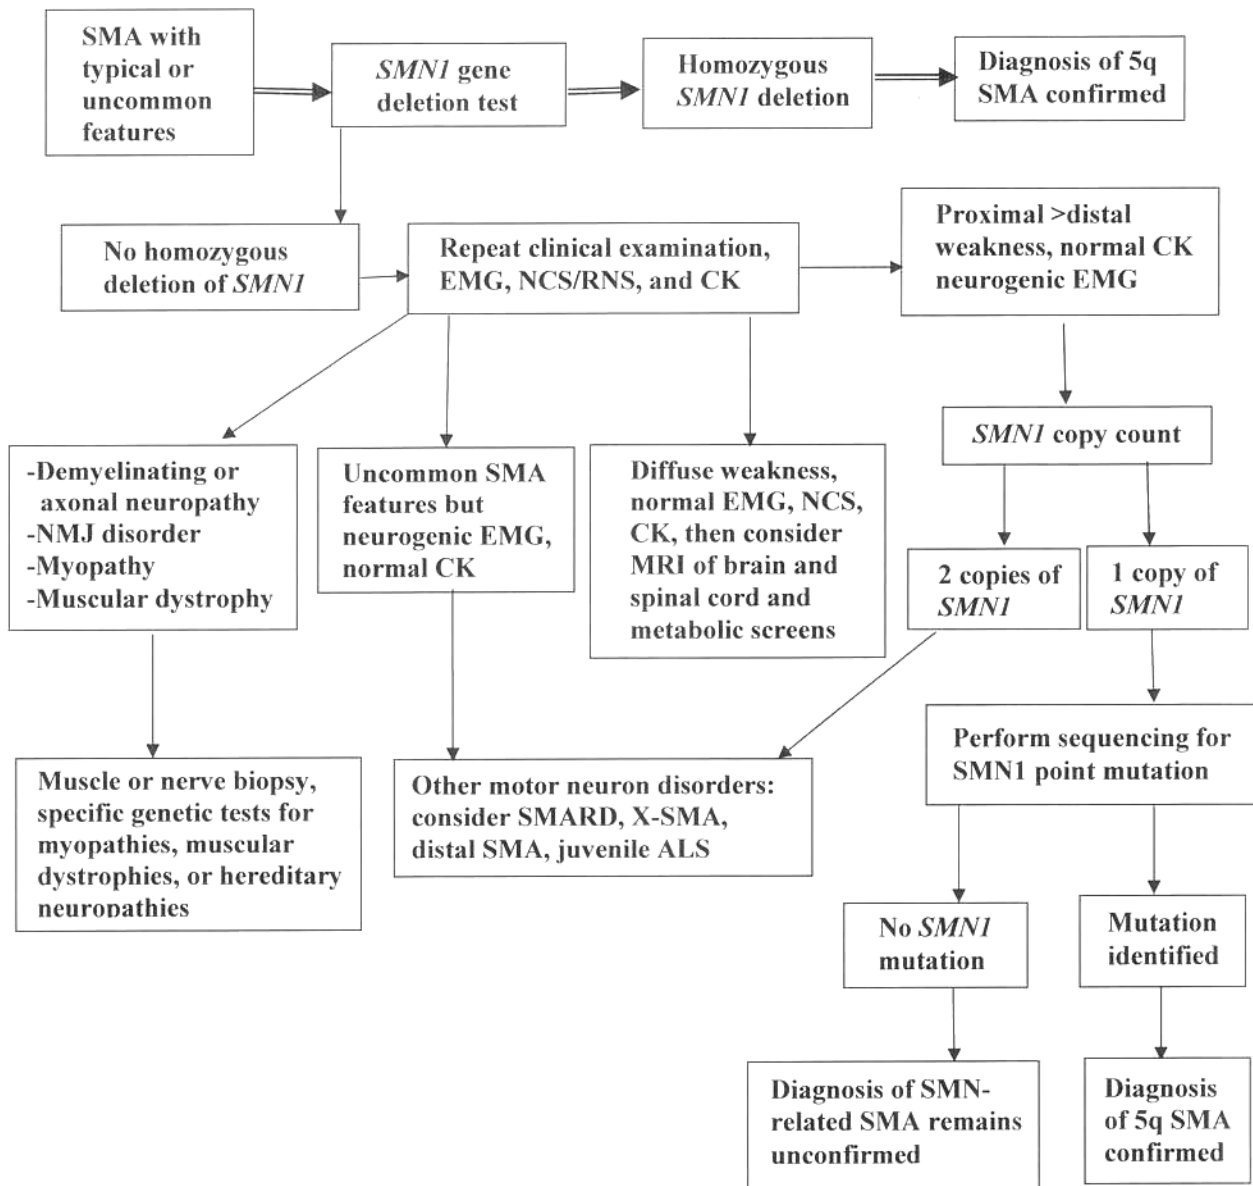 SMA with
typical or
uncommon
features
SMN1 gene
deletion test
Homozygous
SMN1 deletion
Diagnosis of 5q
SMA confirmed
No homozygous
deletion of SMN1
Repeat clinical examination,
EMG, NCS/RNS, and CK
Proximal >distal
weakness, normal CK
neurogenic EMG
SMN1 copy count
-Demyelinating or
axonal neuropathy
-NMJ disorder
-Myopathy
-Muscular dystrophy
Uncommon SMA
features but
neurogenic EMG,
normal CK
Diffuse weakness,
normal EMG, NCS,
CK, then consider
MRI of brain and
spinal cord and
metabolic screens
2 copies of
SMN1
1 copy of
SMN1
Muscle or nerve biopsy,
specific genetic tests for
myopathies, muscular
dystrophies, or hereditary
neuropathies
Other motor neuron disorders:
consider SMARD, X-SMA,
distal SMA, juvenile ALS
Perform sequencing for
SMN1 point mutation
No SMN1
mutation
Mutation
identified
Diagnosis of SMN-
related SMA remains
unconfirmed
Diagnosis
of 5q SMA
confirmed